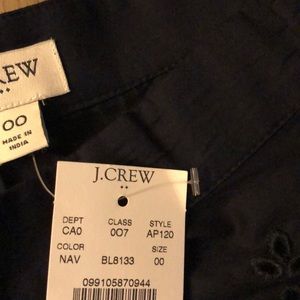 CREW
00
MADE IN
INDIA
J.CREW
DEPT CLASS STYLE
CA0 007 AP120
COLOR SIZE
NAV BL8133 00
099105870944